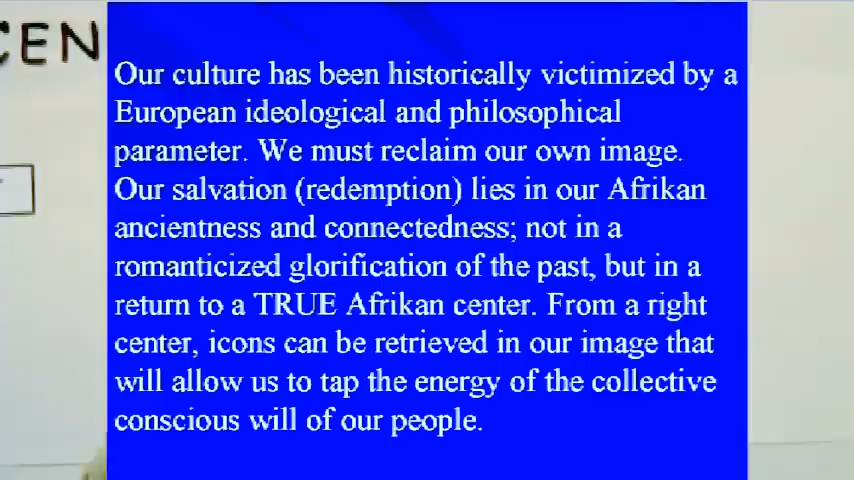 CEN
Our culture has been historically victimized by a
European ideological and philosophical
parameter. We must reclaim our own image.
Our salvation (redemption) lies in our Afrikan
ancientness and connectedness; not in a
romanticized glorification of the past, but in a
return to a TRUE Afrikan center. From a right
center, icons can be retrieved in our image that
will allow us to tap the energy of the collective
conscious will of our people.